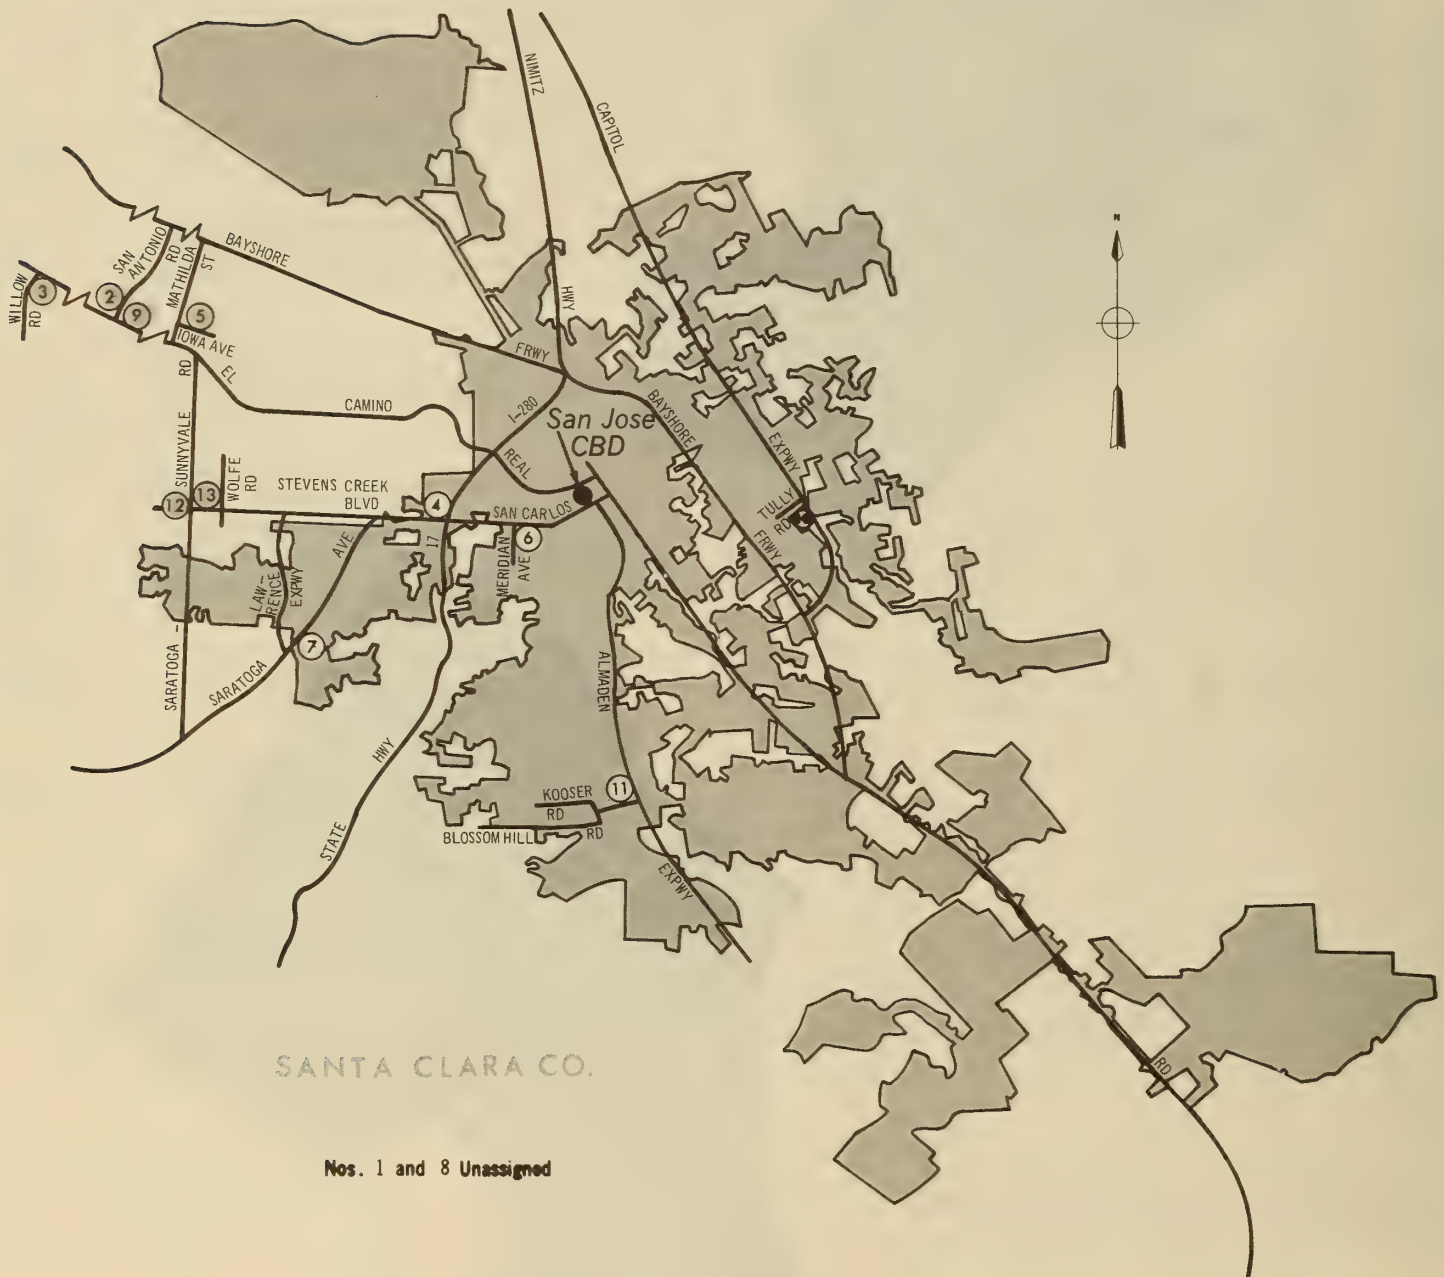 NIMITZ
CAPITOL
SAN
ANTONIO
RD
MATHILDA
ST
BAYSHORE
N
WILLOW
RD
3
2
9
5
IOWA AVE
HWY
FRWY
EL
CAMINO
REAL
I-280
San Jose
CBD
BAYSHORE
FRWY
EXPWY
SUNNYVALE
RD
WOLFE
RD
STEVENS CREEK
BLVD
12
13
4
SAN CARLOS
TULLY
RD
17
6
MERIDIAN
AVE
AVE
LAW-
RENCE
EXPWY
7
SARATOGA
SARATOGA -
ALMADEN
HWY
STATE
KOOSER
RD
11
BLOSSOM HILL
RD
EXPWY
RD
SANTA CLARA CO.
Nos. 1 and 8 Unassigned